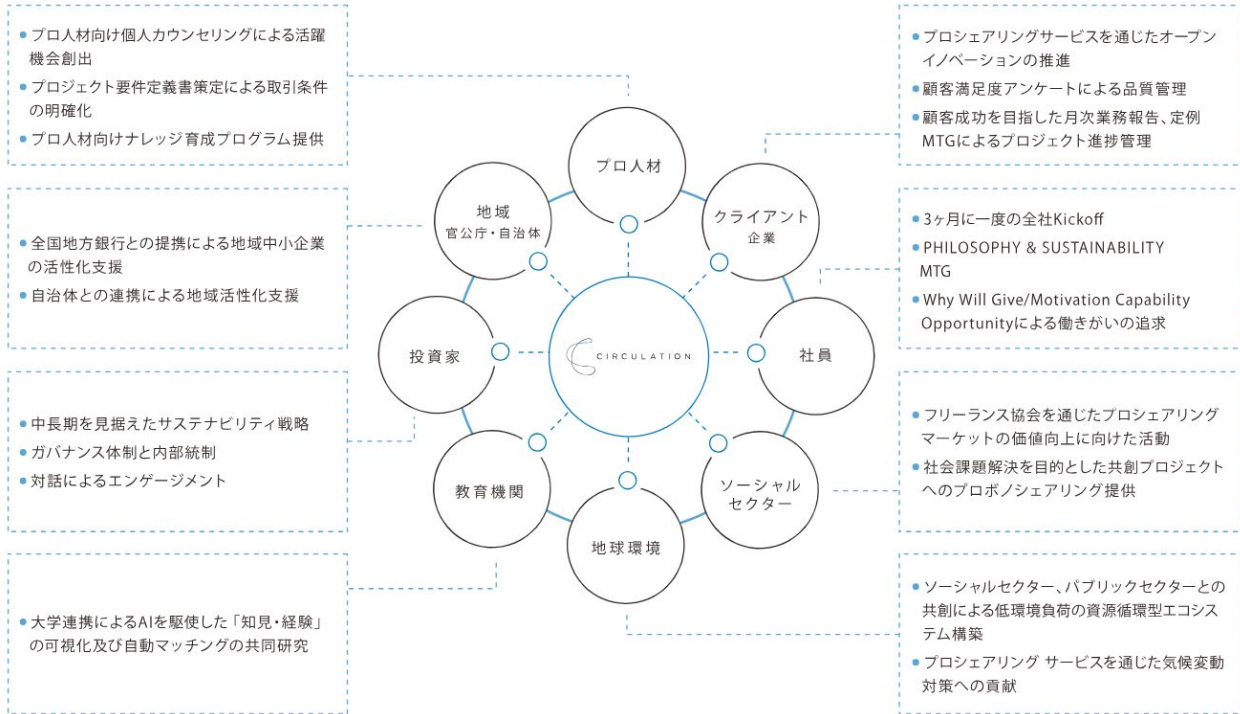 プロ人材向け個人カウンセリングによる活躍
機会創出
プロジェクト要件定義書策定による取引条件
の明確化
プロ人材向けナレッジ育成プログラム提供
全国地方銀行との提携による地域中小企業
の活性化支援
自治体との連携による地域活性化支援
中長期を見据えたサステナビリティ戦略
ガバナンス体制と内部統制
対話によるエンゲージメント
大学連携によるAIを駆使した「知見・経験」
の可視化及び自動マッチングの共同研究
プロ人材
地域
官公庁・自治体
クライアント
企業
投資家
CIRCULATION
社員
教育機関
ソーシャル
セクター
地球環境
プロシェアリングサービスを通じたオープン
イノベーションの推進
顧客満足度アンケートによる品質管理
顧客成功を目指した月次業務報告、定例
MTGによるプロジェクト進捗管理
3ヶ月に一度の全社Kickoff
PHILOSOPHY & SUSTAINABILITY
MTG
Why Will Give/Motivation Capability
Opportunityによる働きがいの追求
フリーランス協会を通じたプロシェアリング
マーケットの価値向上に向けた活動
社会課題解決を目的とした共創プロジェクト
へのプロボノシェアリング提供
ソーシャルセクター、パブリックセクターとの
共創による低環境負荷の資源循環型エコシス
テム構築
プロシェアリング サービスを通じた気候変動
対策への貢献